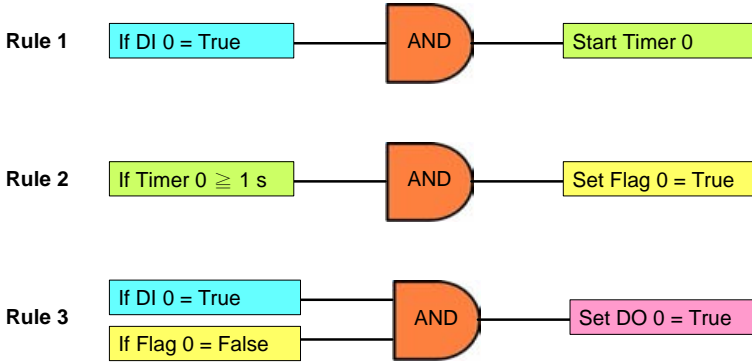 Rule 1
If DI 0 = True
AND
Start Timer 0
Rule 2
If Timer 0 ≧ 1 s
AND
Set Flag 0 = True
Rule 3
If DI 0 = True
If Flag 0 = False
AND
Set DO 0 = True